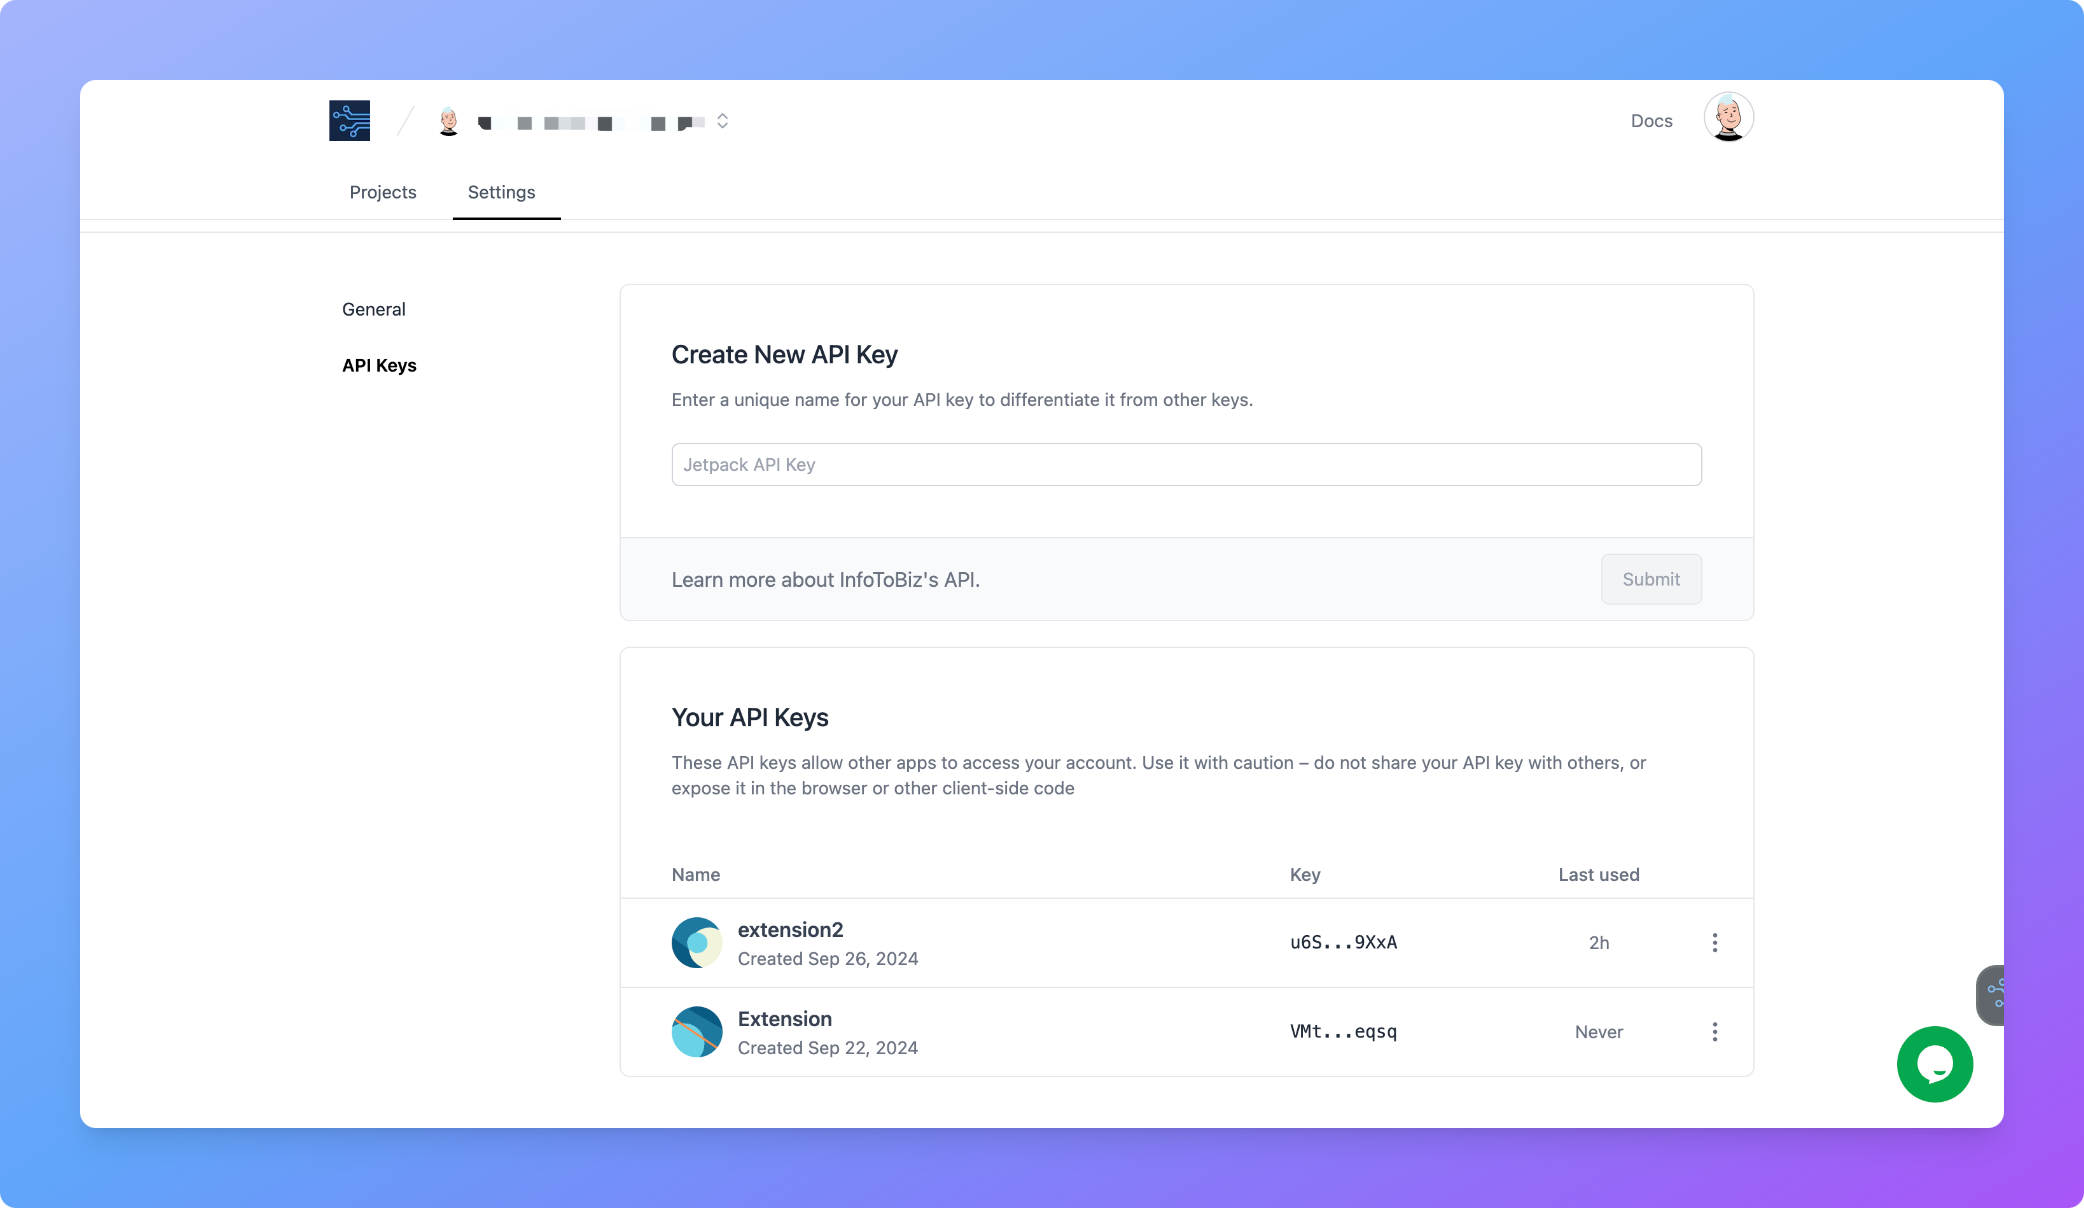 Docs
Projects
Settings
General
API Keys
Create New API Key
Enter a unique name for your API key to differentiate it from other keys.
Jetpack API Key
Learn more about InfoToBiz's API.
Submit
Your API Keys
These API keys allow other apps to access your account. Use it with caution – do not share your API key with others, or
expose it in the browser or other client-side code
Name Key Last used
extension2
Created Sep 26, 2024
u6S...9XxA
2h
Extension
Created Sep 22, 2024
VMt...eqsq
Never